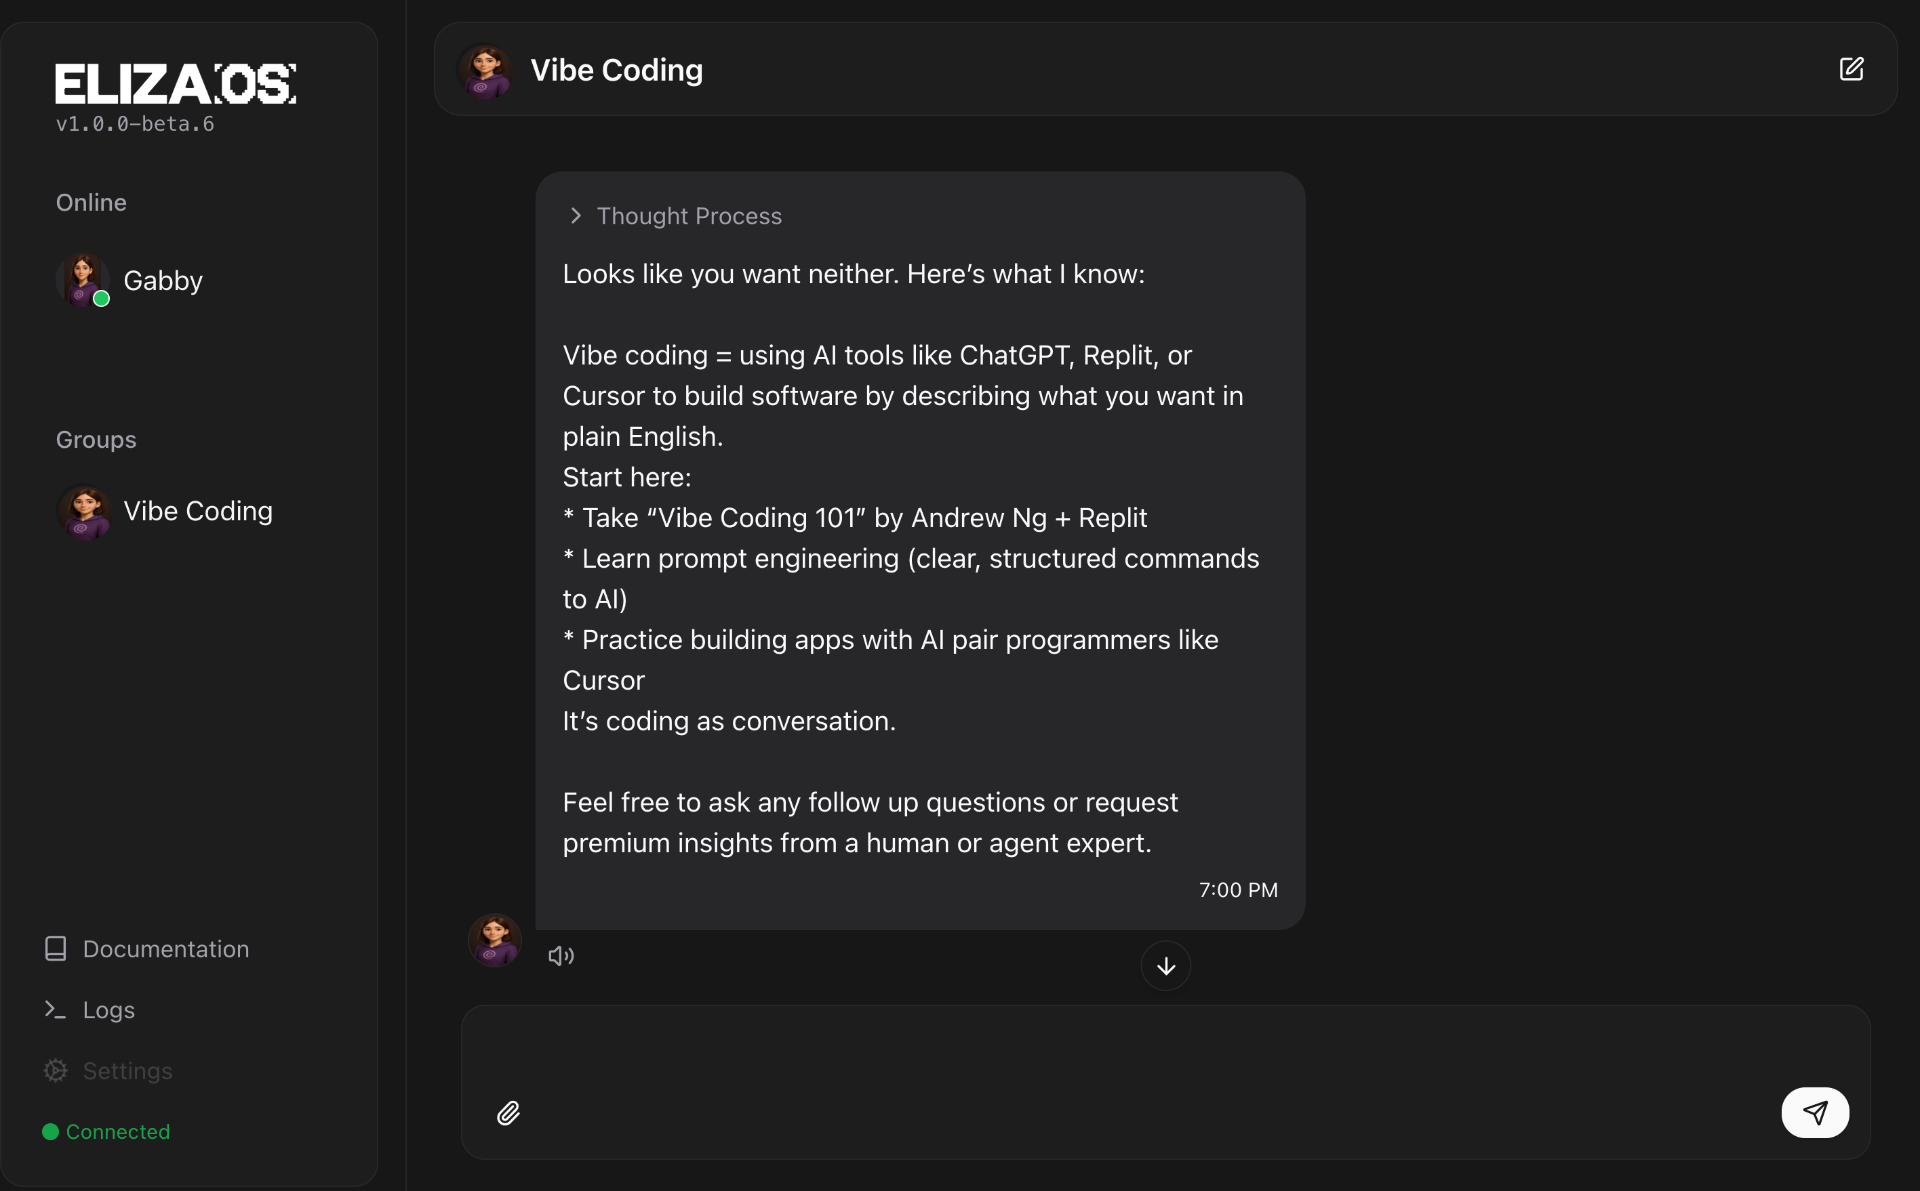 ELIZA[OS]
v1.0.0-beta.6
Online
Gabby
Groups
Vibe Coding
Documentation
Logs
Settings
Connected
Vibe Coding
Thought Process
Looks like you want neither. Here’s what I know:
Vibe coding = using AI tools like ChatGPT, Replit, or
Cursor to build software by describing what you want in
plain English.
Start here:
* Take “Vibe Coding 101” by Andrew Ng + Replit
* Learn prompt engineering (clear, structured commands
to AI)
* Practice building apps with AI pair programmers like
Cursor
It’s coding as conversation.
Feel free to ask any follow up questions or request
premium insights from a human or agent expert.
7:00 PM